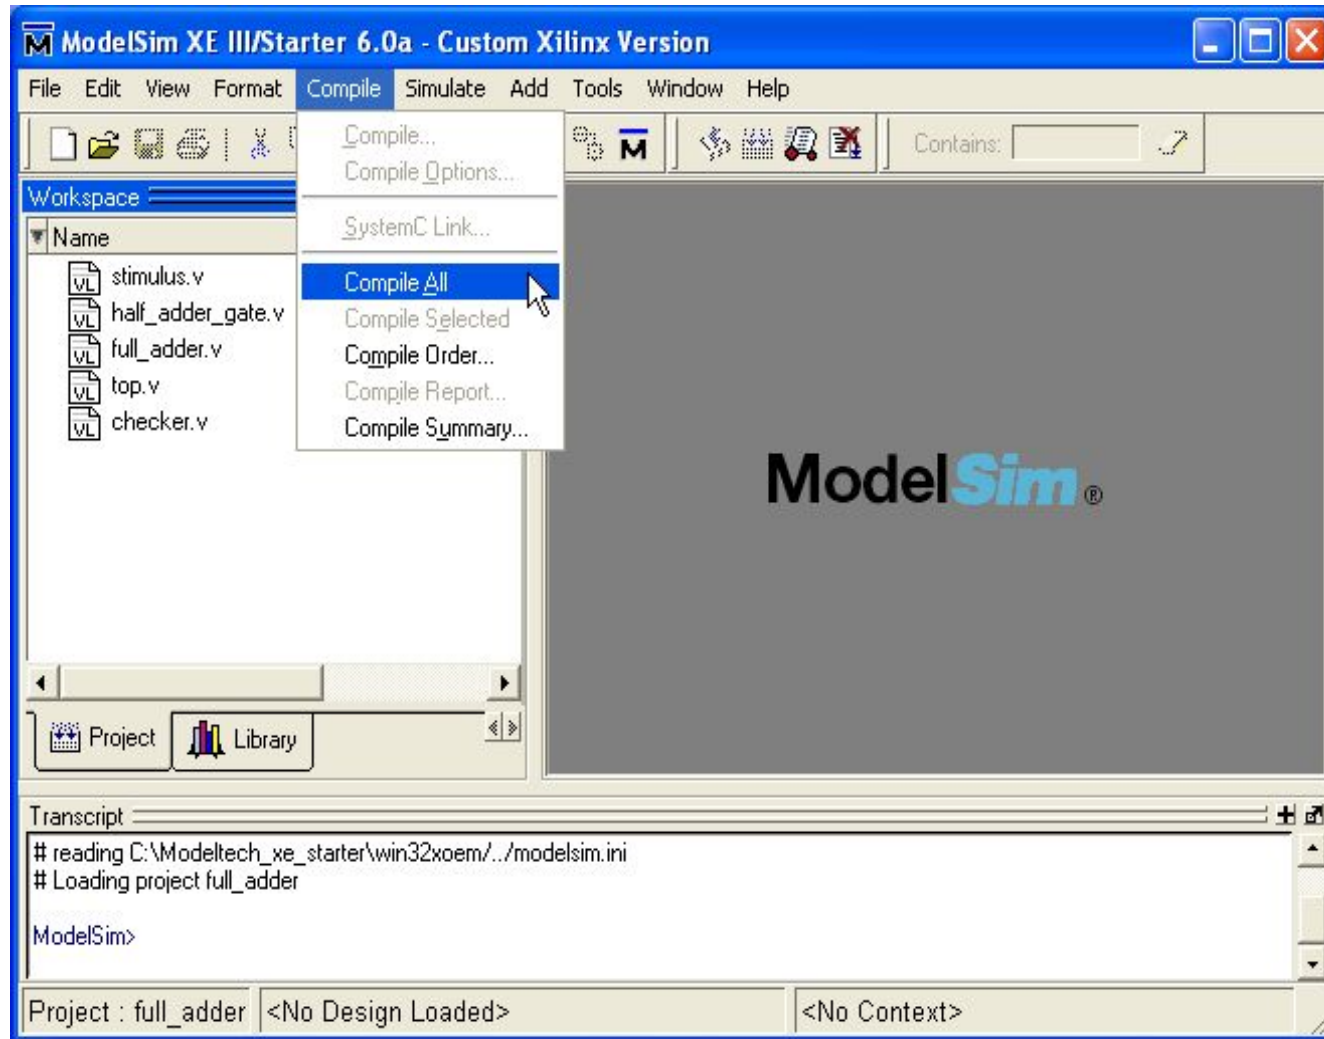 ModelSim XE III/Starter 6.0a - Custom Xilinx Version
File Edit View Format Compile Simulate Add Tools Window Help
Contains:
Compile...
Compile Options...
SystemC Link...
Compile All
Compile Selected
Compile Order...
Compile Report...
Compile Summary...
Workspace
Name
stimulus.v
half_adder_gate.v
full_adder.v
top.v
checker.v
ModelSim ®
Project Library
Transcript
# reading C:\Modeltech_xe_starter\win32xoem/../modelsim.ini
# Loading project full_adder
ModelSim>
Project : full_adder <No Design Loaded> <No Context>